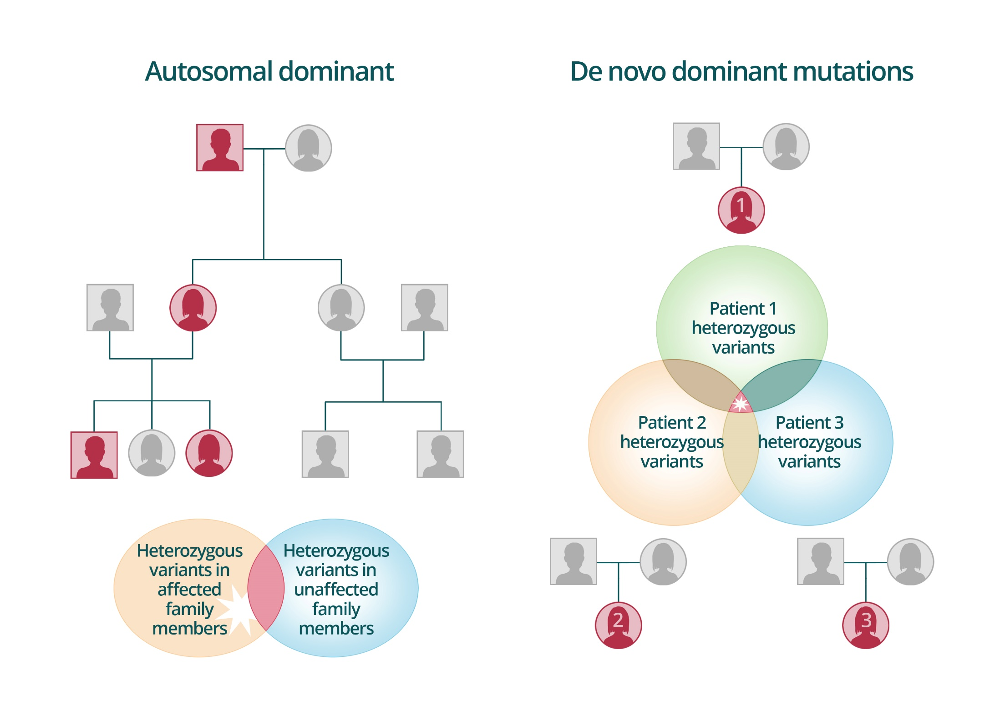 Autosomal dominant
De novo dominant mutations
1
Patient 1
heterozygous
variants
Patient 2
heterozygous
variants
Patient 3
heterozygous
variants
Heterozygous
variants in
affected
family
members
Heterozygous
variants in
unaffected
family
members
2
3